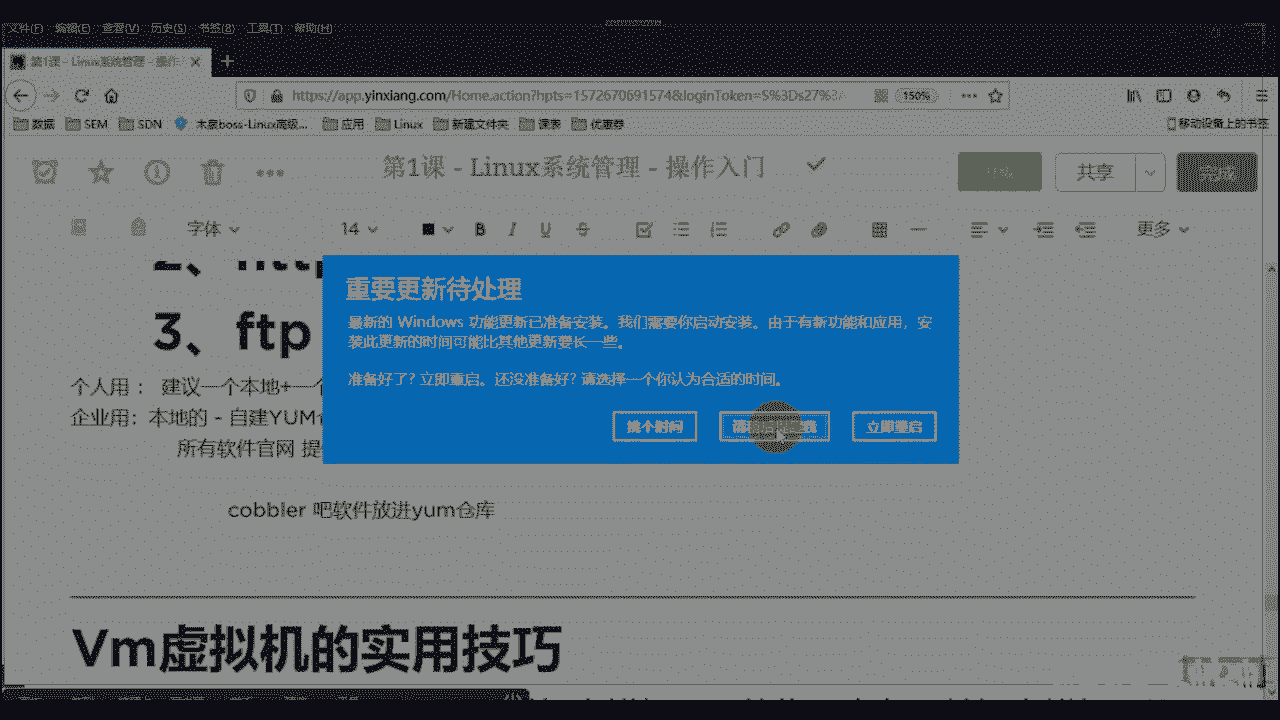 文件(F) 编辑(E) 查看(V) 历史(S) 书签(B) 工具(T) 帮助(H)
第1课 - Linux系统管理 - 操作
https://app.yinxiang.com/Home.action?hpts=1572670691574&loginToken=S%3Ds27%3A 150%
数据 SEM SDN 木泉boss-Linux高级... 应用 Linux 新建文件夹 课表 优惠卷 移动设备上的书签
第1课 - Linux系统管理 - 操作入门
共享 完成
字体 14 B I U 更多
2、http
3、ftp
重要更新待处理
最新的 Windows 功能更新已准备安装。我们需要你启动安装。由于有新功能和应用，安
装此更新的时间可能比其他更新要长一些。
准备好了? 立即重启。还没准备好? 请选择一个你认为合适的时间。
挑个时间 请稍后提醒我 立即重启
个人用： 建议一个本地+一个
企业用：本地的 - 自建YUM
所有软件官网 提
cobbler 吧软件放进yum仓库
Vm虚拟机的实用技巧